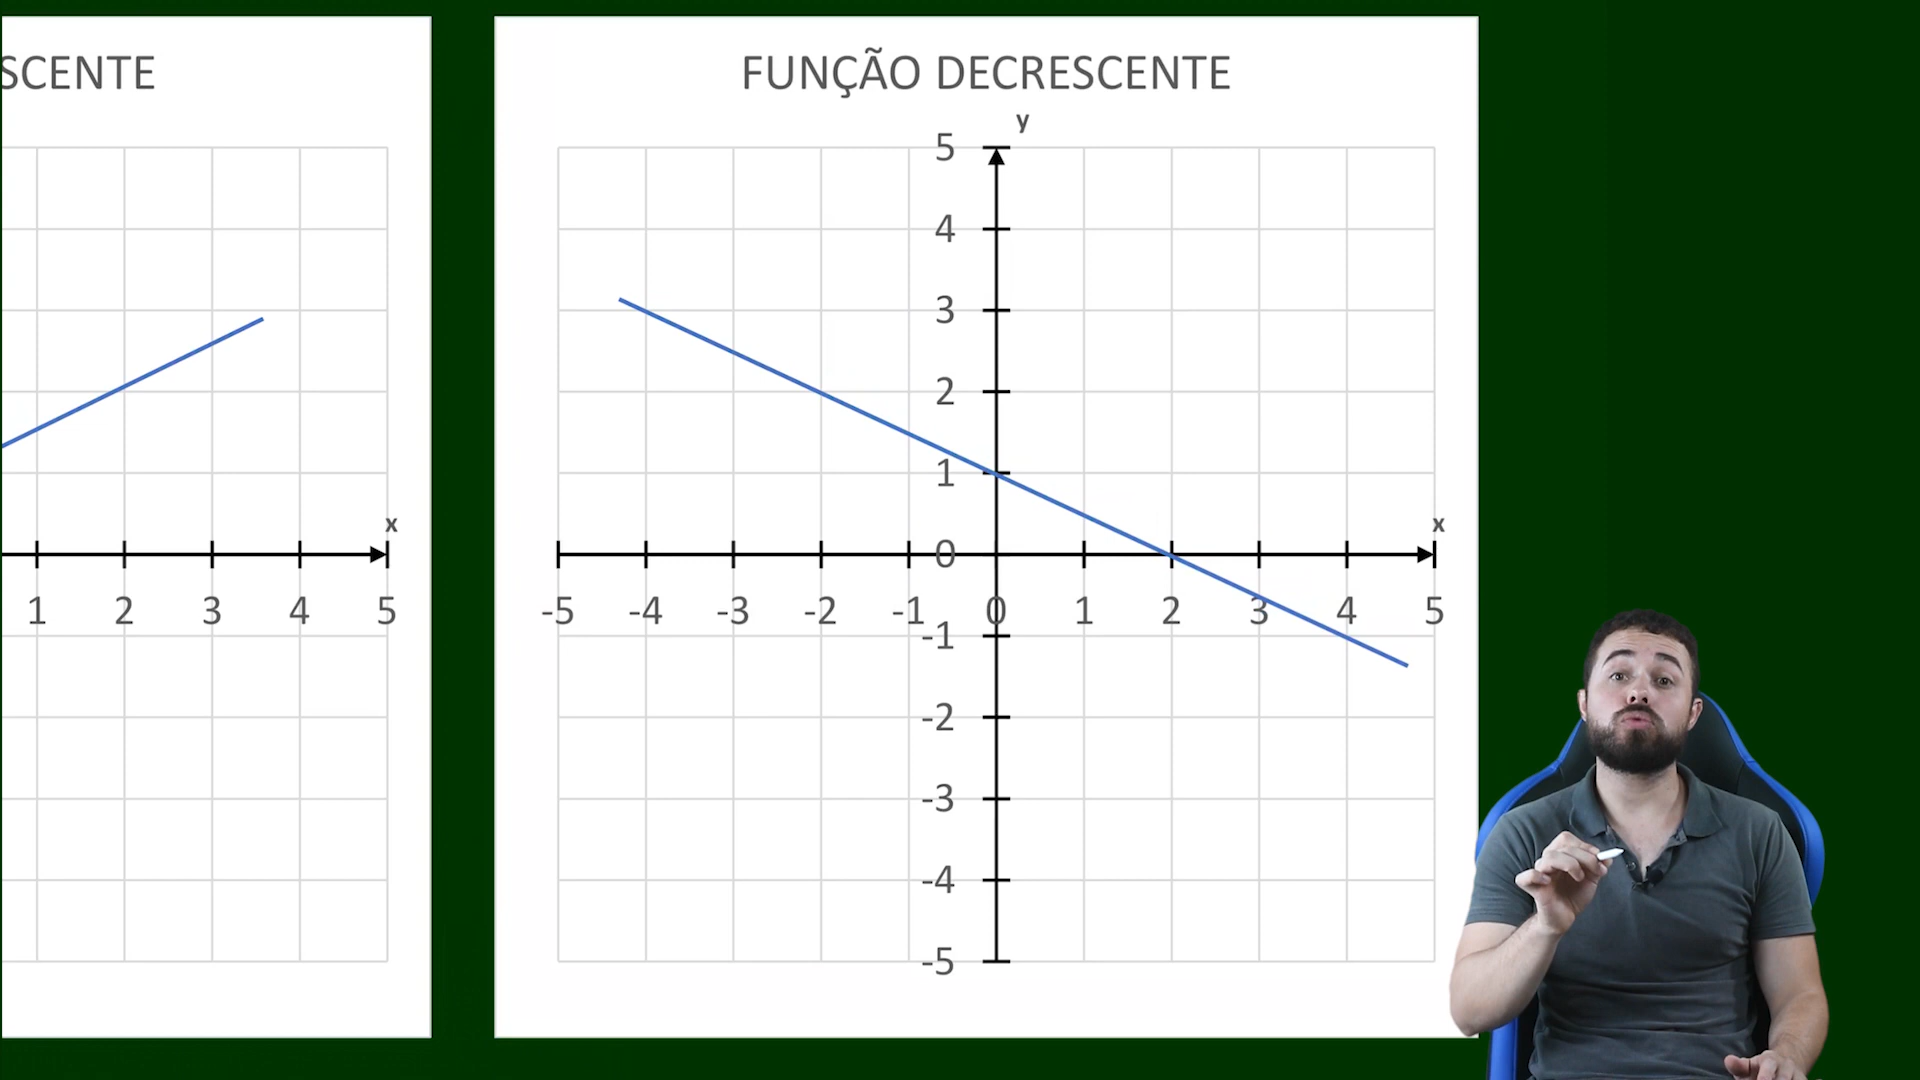 SCENTE
x
1 2 3 4 5
FUNÇÃO DECRESCENTE
y
5
4
3
2
1
x
0
-5 -4 -3 -2 -1 0 1 2 3 4 5
-1
-2
-3
-4
-5